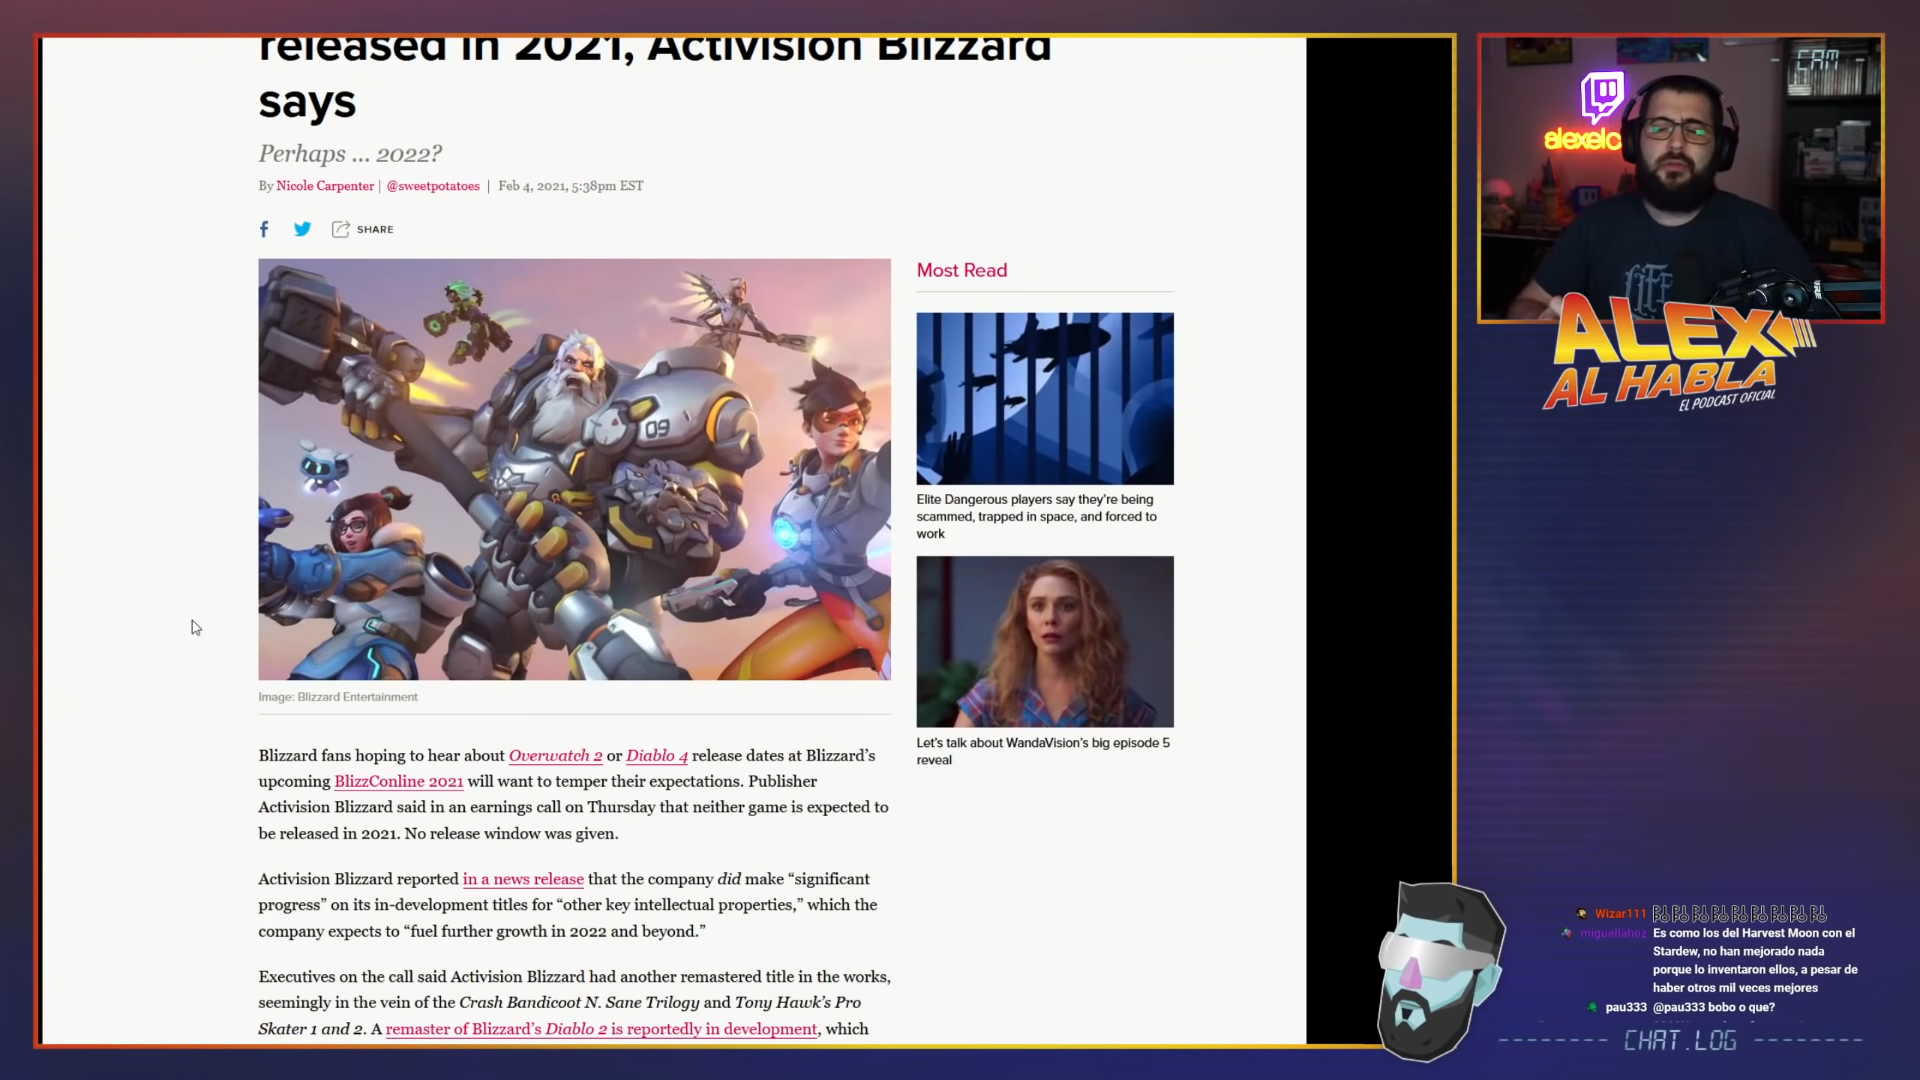 released in 2021, Activision Blizzard
says
Perhaps ... 2022?
By Nicole Carpenter | @sweetpotatoes | Feb 4, 2021, 5:38pm EST
SHARE
Most Read
09
Elite Dangerous players say they’re being
scammed, trapped in space, and forced to
work
Let’s talk about WandaVision’s big episode 5
reveal
Image: Blizzard Entertainment
Blizzard fans hoping to hear about Overwatch 2 or Diablo 4 release dates at Blizzard’s
upcoming BlizzConline 2021 will want to temper their expectations. Publisher
Activision Blizzard said in an earnings call on Thursday that neither game is expected to
be released in 2021. No release window was given.
Activision Blizzard reported in a news release that the company did make “significant
progress” on its in-development titles for “other key intellectual properties,” which the
company expects to “fuel further growth in 2022 and beyond.”
Executives on the call said Activision Blizzard had another remastered title in the works,
seemingly in the vein of the Crash Bandicoot N. Sane Trilogy and Tony Hawk’s Pro
Skater 1 and 2. A remaster of Blizzard’s Diablo 2 is reportedly in development, which
- CAM -
alexelc
ALEX
AL HABLA
EL PODCAST OFICIAL
Wizar111
miguellahoz Es como los del Harvest Moon con el
Stardew, no han mejorado nada
porque lo inventaron ellos, a pesar de
haber otros mil veces mejores
pau333 @pau333 bobo o que?
-------- CHAT.LOG --------